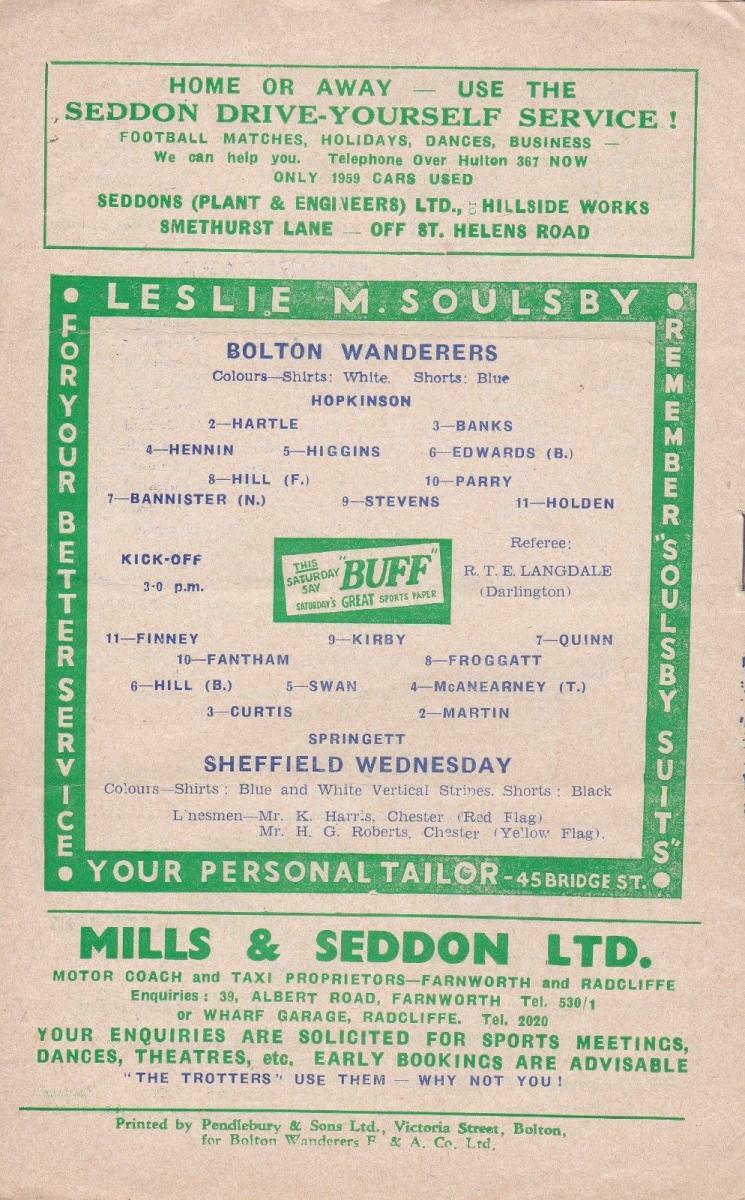 HOME OR AWAY — USE THE
SEDDON DRIVE-YOURSELF SERVICE !
FOOTBALL MATCHES, HOLIDAYS, DANCES, BUSINESS —
We can help you. Telephone Over Hulton 367 NOW
ONLY 1959 CARS USED
SEDDONS (PLANT & ENGINEERS) LTD., HILLSIDE WORKS
SMETHURST LANE — OFF ST. HELENS ROAD
LESLIE M. SOULSBY
FOR YOUR BETTER SERVICE
REMEMBER "SOULSBY SUITS"
BOLTON WANDERERS
Colours—Shirts: White. Shorts: Blue
HOPKINSON
2—HARTLE 3—BANKS
4—HENNIN 5—HIGGINS 6—EDWARDS (B.)
8—HILL (F.) 10—PARRY
7—BANNISTER (N.) 9—STEVENS 11—HOLDEN
KICK-OFF
3-0 p.m.
THIS SATURDAY SAY "BUFF"
SATURDAY'S GREAT SPORTS PAPER
Referee:
R. T. E. LANGDALE
(Darlington)
11—FINNEY 9—KIRBY 7—QUINN
10—FANTHAM 8—FROGGATT
6—HILL (B.) 5—SWAN 4—McANEARNEY (T.)
3—CURTIS 2—MARTIN
SPRINGETT
SHEFFIELD WEDNESDAY
Colours—Shirts : Blue and White Vertical Stripes. Shorts : Black
Linesmen—Mr. K. Harris, Chester (Red Flag)
Mr. H. G. Roberts, Chester (Yellow Flag).
YOUR PERSONAL TAILOR - 45 BRIDGE ST.
MILLS & SEDDON LTD.
MOTOR COACH and TAXI PROPRIETORS—FARNWORTH and RADCLIFFE
Enquiries : 39, ALBERT ROAD, FARNWORTH Tel. 530/1
or WHARF GARAGE, RADCLIFFE. Tel. 2020
YOUR ENQUIRIES ARE SOLICITED FOR SPORTS MEETINGS,
DANCES, THEATRES, etc. EARLY BOOKINGS ARE ADVISABLE
"THE TROTTERS" USE THEM — WHY NOT YOU !
Printed by Pendlebury & Sons Ltd., Victoria Street, Bolton,
for Bolton Wanderers F. & A. Co. Ltd.